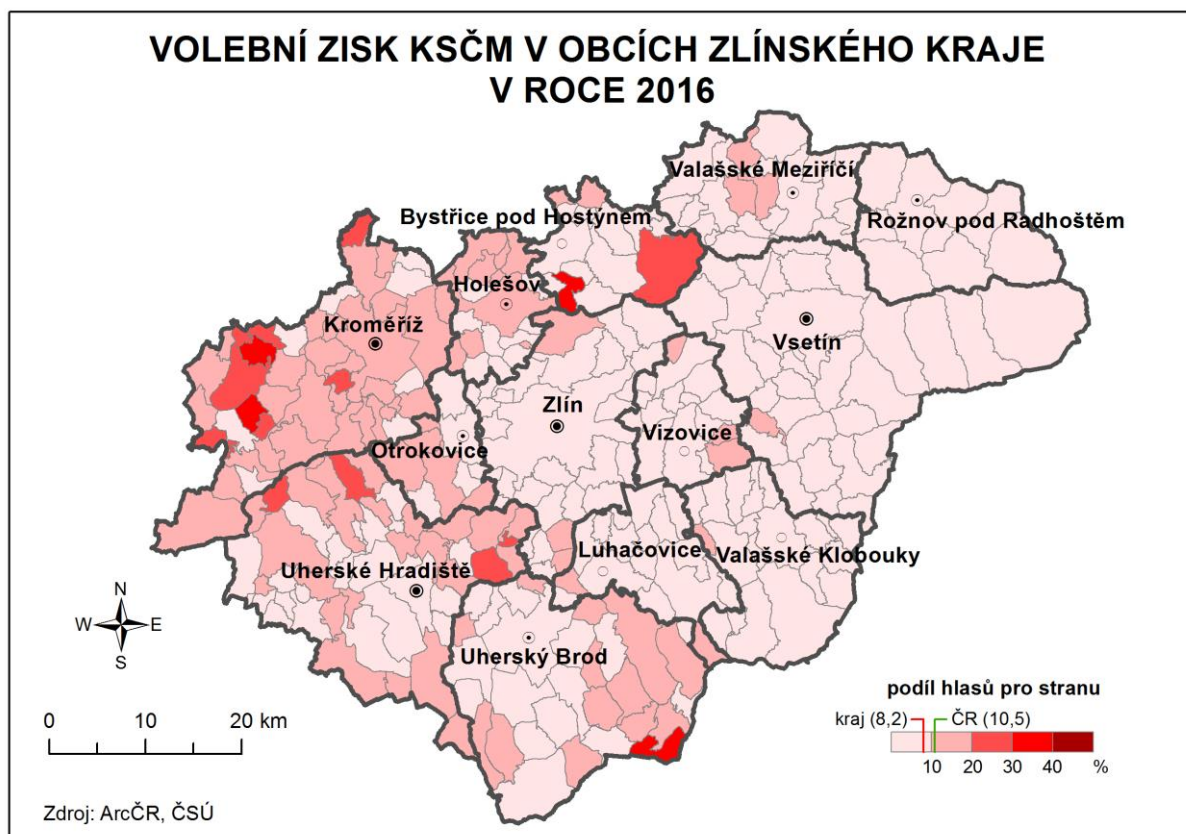 VOLEBNÍ ZISK KSČM V OBCÍCH ZLÍNSKÉHO KRAJE
V ROCE 2016
Valašské Meziříčí
Bystřice pod Hostýnem
Rožnov pod Radhoštěm
Holešov
Kroměříž
Vsetín
Zlín
Vizovice
Otrokovice
Luhačovice
Valašské Klobouky
Uherské Hradiště
Uherský Brod
N
W E
S
0 10 20 km
podíl hlasů pro stranu
kraj (8,2) ČR (10,5)
10 20 30 40 %
Zdroj: ArcČR, ČSÚ